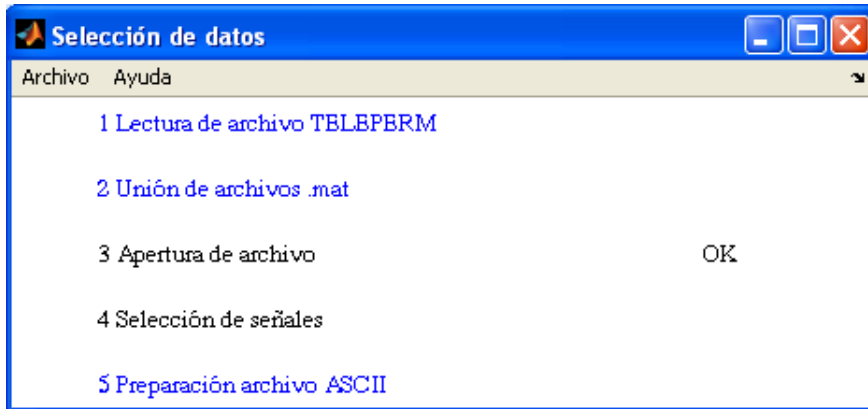 Selección de datos
Archivo Ayuda
1 Lectura de archivo TELEPERM
2 Unión de archivos .mat
3 Apertura de archivo OK
4 Selección de señales
5 Preparación archivo ASCII